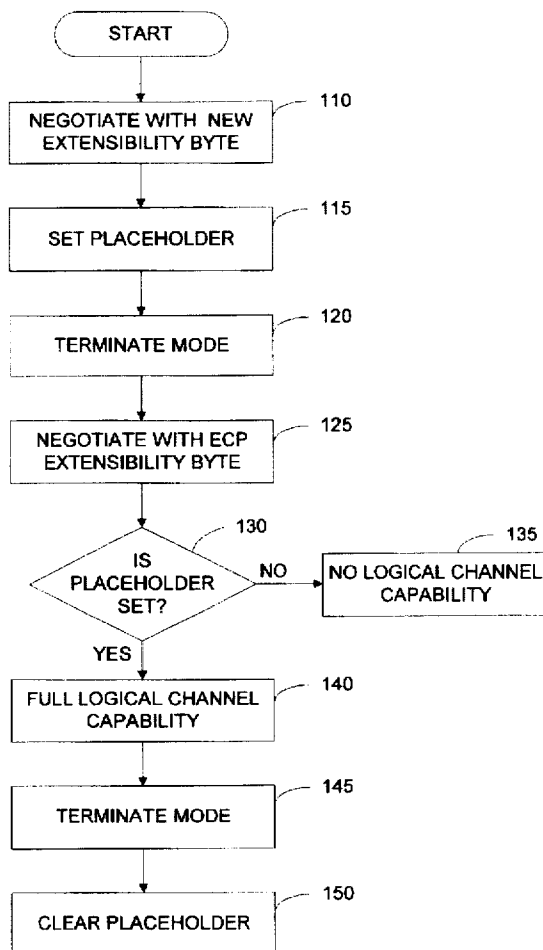 START
110
NEGOTIATE WITH NEW
EXTENSIBILITY BYTE
115
SET PLACEHOLDER
120
TERMINATE MODE
125
NEGOTIATE WITH ECP
EXTENSIBILITY BYTE
130
IS
PLACEHOLDER
SET?
NO
135
NO LOGICAL CHANNEL
CAPABILITY
YES
140
FULL LOGICAL CHANNEL
CAPABILITY
145
TERMINATE MODE
150
CLEAR PLACEHOLDER